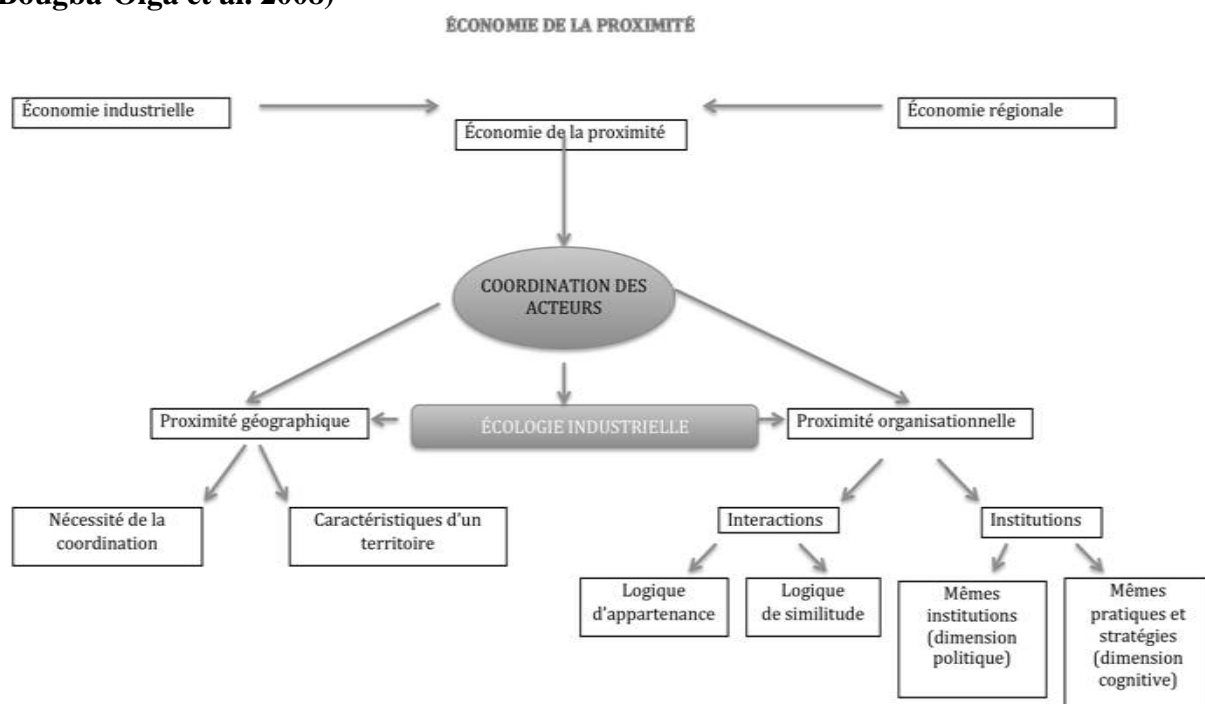 Bougba-Olga et al. 2008)
ÉCONOMIE DE LA PROXIMITÉ
Économie industrielle
Économie régionale
Économie de la proximité
COORDINATION DES
ACTEURS
Proximité géographique
ÉCOLOGIE INDUSTRIELLE
Proximité organisationnelle
Nécessité de la
coordination
Caractéristiques d'un
territoire
Interactions
Institutions
Logique
d'appartenance
Logique
de similitude
Mêmes
institutions
(dimension
politique)
Mêmes
pratiques et
stratégies
(dimension
cognitive)